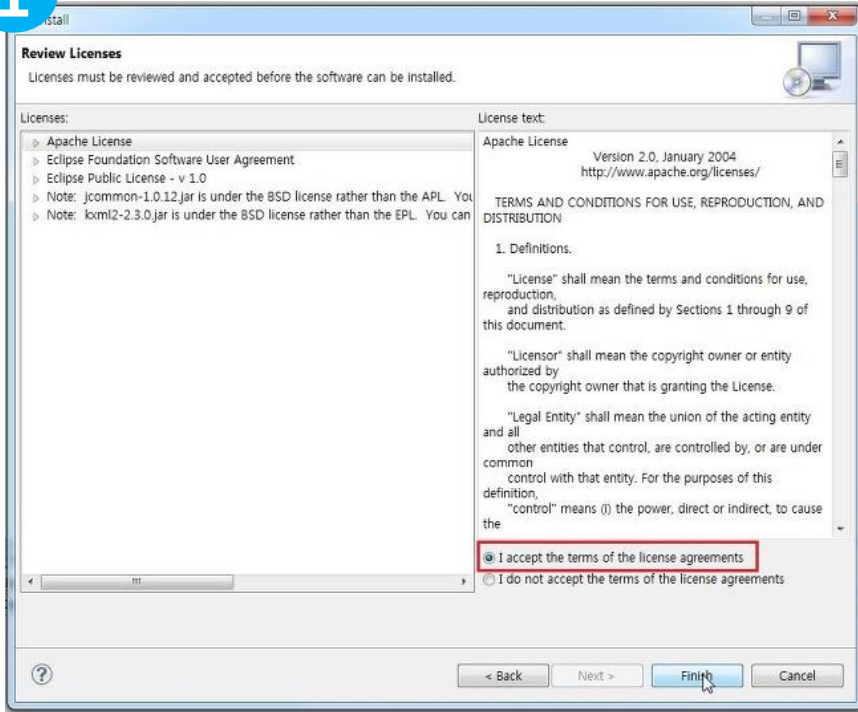 1
stall
Review Licenses
Licenses must be reviewed and accepted before the software can be installed.
Licenses:
Apache License
Eclipse Foundation Software User Agreement
Eclipse Public License - v 1.0
Note: jcommon-1.0.12.jar is under the BSD license rather than the APL. You
Note: kxml2-2.3.0.jar is under the BSD license rather than the EPL. You can
License text:
Apache License
Version 2.0, January 2004
http://www.apache.org/licenses/
TERMS AND CONDITIONS FOR USE, REPRODUCTION, AND
DISTRIBUTION
1. Definitions.
"License" shall mean the terms and conditions for use,
reproduction,
and distribution as defined by Sections 1 through 9 of
this document.
"Licensor" shall mean the copyright owner or entity
authorized by
the copyright owner that is granting the License.
"Legal Entity" shall mean the union of the acting entity
and all
other entities that control, are controlled by, or are under
common
control with that entity. For the purposes of this
definition,
"control" means (i) the power, direct or indirect, to cause
the
I accept the terms of the license agreements
I do not accept the terms of the license agreements
?
< Back
Next >
Finish
Cancel